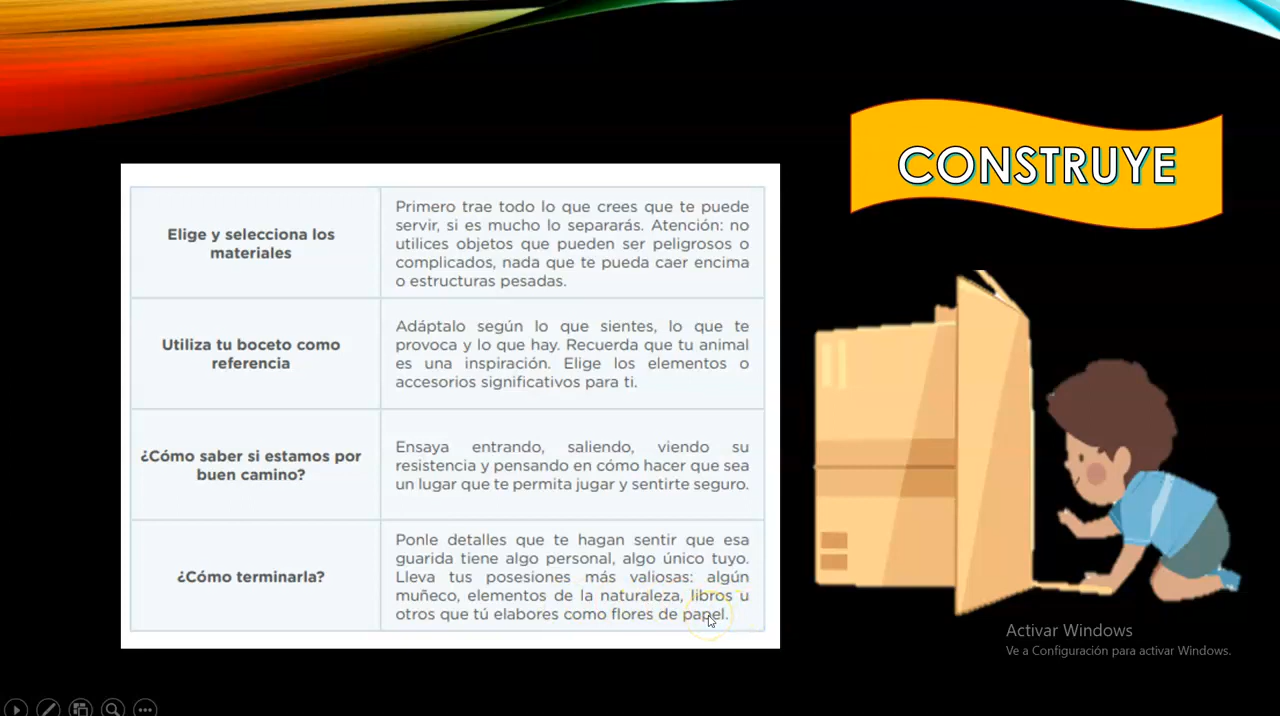 CONSTRUYE
Elige y selecciona los
materiales
Primero trae todo lo que crees que te puede
servir, si es mucho lo separarás. Atención: no
utilices objetos que pueden ser peligrosos o
complicados, nada que te pueda caer encima
o estructuras pesadas.
Utiliza tu boceto como
referencia
Adáptalo según lo que sientes, lo que te
provoca y lo que hay. Recuerda que tu animal
es una inspiración. Elige los elementos o
accesorios significativos para ti.
¿Cómo saber si estamos por
buen camino?
Ensaya entrando, saliendo, viendo su
resistencia y pensando en cómo hacer que sea
un lugar que te permita jugar y sentirte seguro.
¿Cómo terminarla?
Ponle detalles que te hagan sentir que esa
guarida tiene algo personal, algo único tuyo.
Lleva tus posesiones más valiosas: algún
muñeco, elementos de la naturaleza, libros u
otros que tú elabores como flores de papel.
Activar Windows
Ve a Configuración para activar Windows.